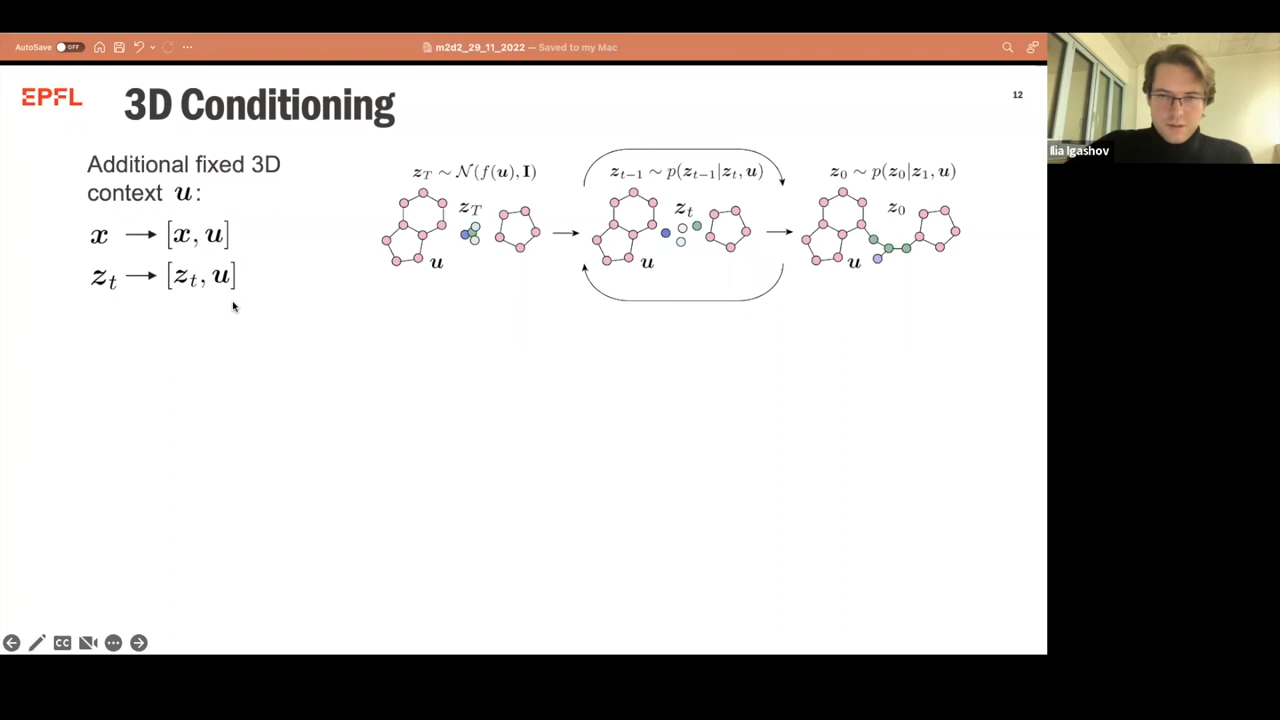 AutoSave OFF
m2d2_29_11_2022 — Saved to my Mac
EPFL
3D Conditioning
12
Ilia Igashov
Additional fixed 3D
context u:
x → [x, u]
z_t → [z_t, u]
z_T ∼ N(f(u), I)
z_T
u
z_{t−1} ∼ p(z_{t−1}|z_t, u)
z_t
u
z_0 ∼ p(z_0|z_1, u)
z_0
u
CC